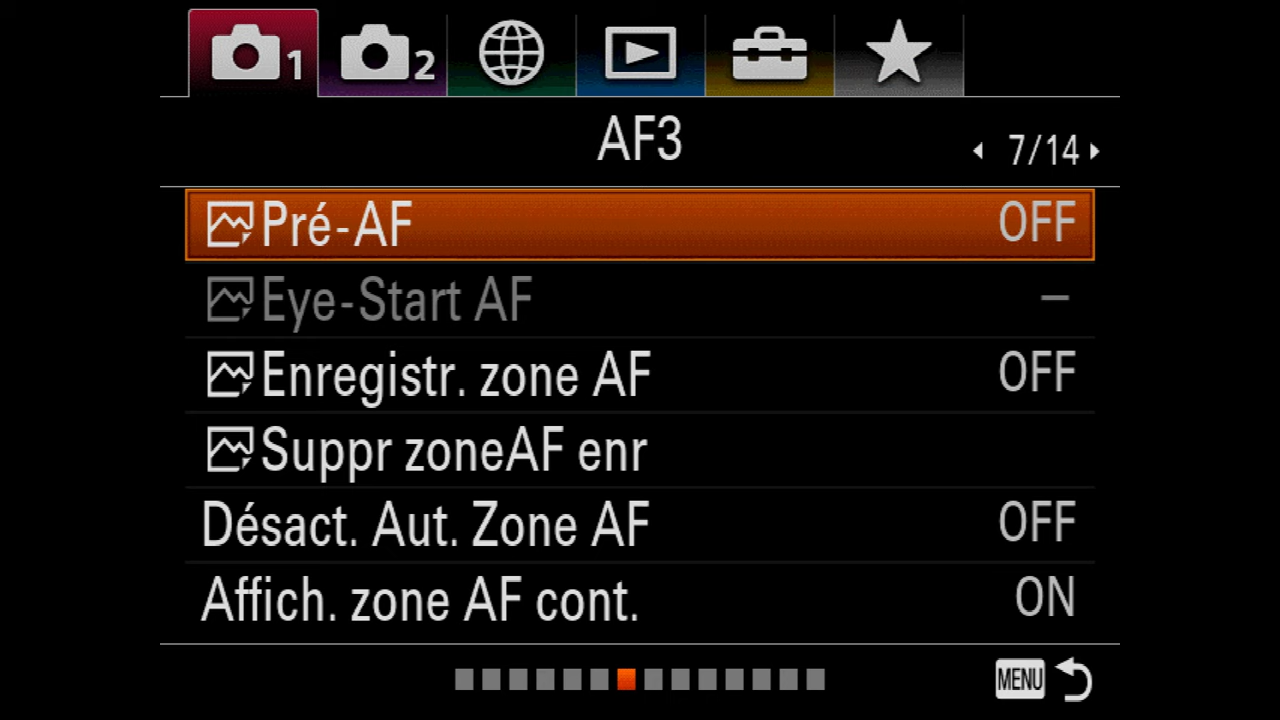 1 2
AF3
7/14
Pré-AF OFF
Eye-Start AF –
Enregistr. zone AF OFF
Suppr zoneAF enr
Désact. Aut. Zone AF OFF
Affich. zone AF cont. ON
MENU